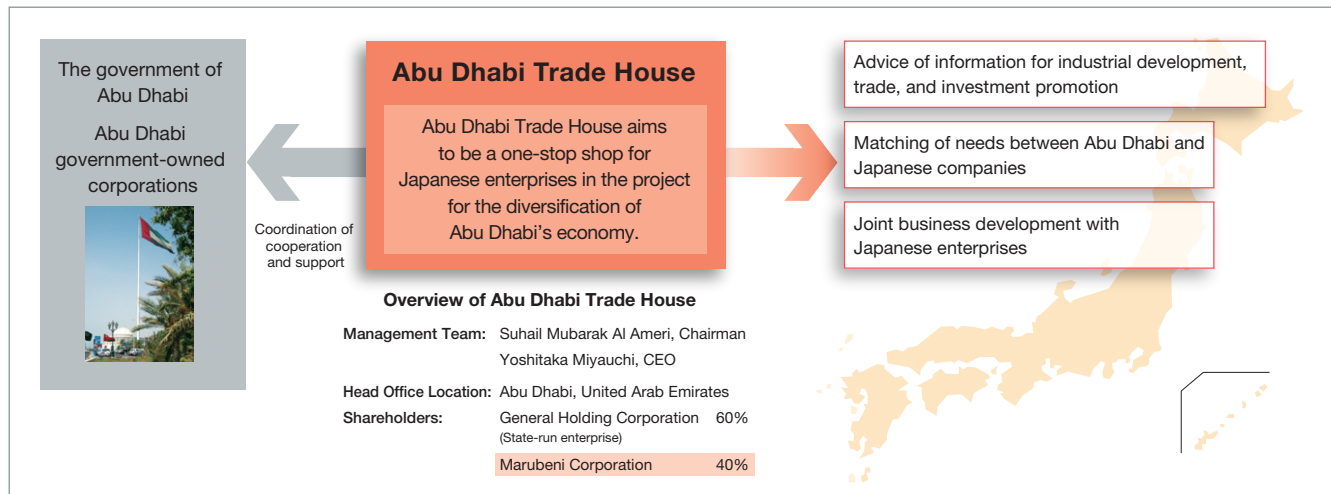 The government of
Abu Dhabi
Abu Dhabi
government-owned
corporations
Coordination of
cooperation
and support
Abu Dhabi Trade House
Abu Dhabi Trade House aims
to be a one-stop shop for
Japanese enterprises in the project
for the diversification of
Abu Dhabi’s economy.
Advice of information for industrial development,
trade, and investment promotion
Matching of needs between Abu Dhabi and
Japanese companies
Joint business development with
Japanese enterprises
Overview of Abu Dhabi Trade House
Management Team: Suhail Mubarak Al Ameri, Chairman
Yoshitaka Miyauchi, CEO
Head Office Location: Abu Dhabi, United Arab Emirates
Shareholders: General Holding Corporation 60%
(State-run enterprise)
Marubeni Corporation 40%